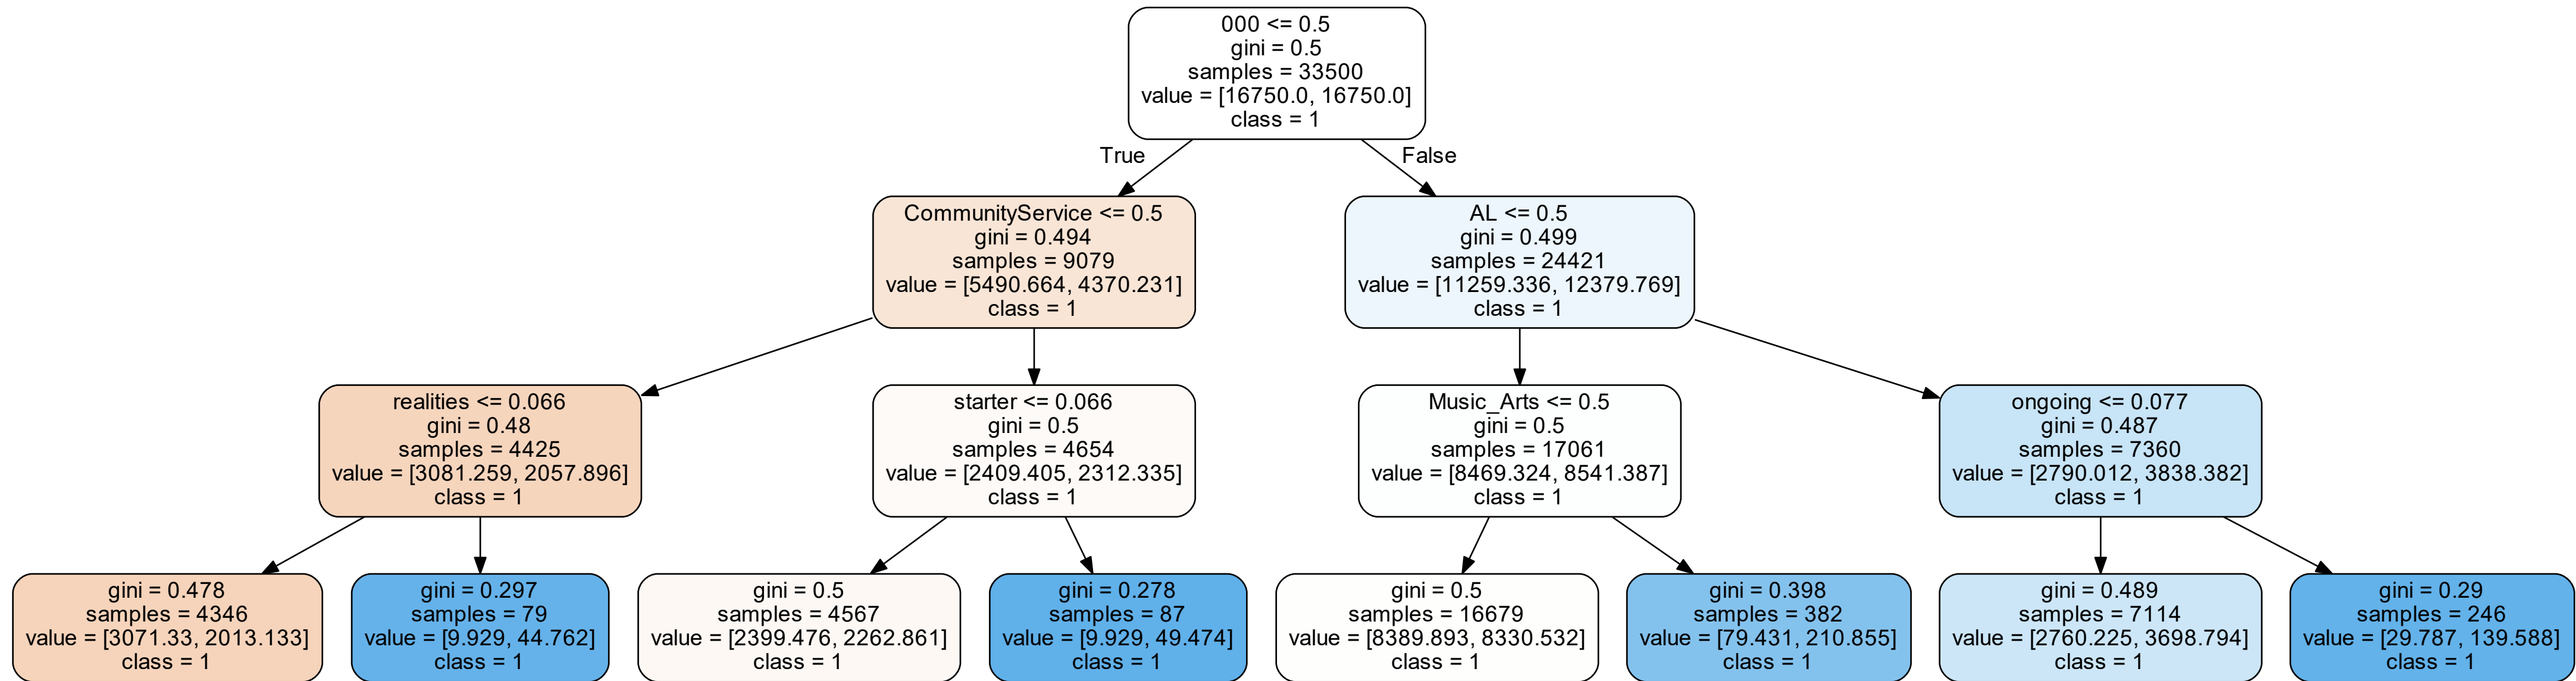 000 <= 0.5
gini = 0.5
samples = 33500
value = [16750.0, 16750.0]
class = 1
True
False
CommunityService <= 0.5
gini = 0.494
samples = 9079
value = [5490.664, 4370.231]
class = 1
AL <= 0.5
gini = 0.499
samples = 24421
value = [11259.336, 12379.769]
class = 1
realities <= 0.066
gini = 0.48
samples = 4425
value = [3081.259, 2057.896]
class = 1
starter <= 0.066
gini = 0.5
samples = 4654
value = [2409.405, 2312.335]
class = 1
Music_Arts <= 0.5
gini = 0.5
samples = 17061
value = [8469.324, 8541.387]
class = 1
ongoing <= 0.077
gini = 0.487
samples = 7360
value = [2790.012, 3838.382]
class = 1
gini = 0.478
samples = 4346
value = [3071.33, 2013.133]
class = 1
gini = 0.297
samples = 79
value = [9.929, 44.762]
class = 1
gini = 0.5
samples = 4567
value = [2399.476, 2262.861]
class = 1
gini = 0.278
samples = 87
value = [9.929, 49.474]
class = 1
gini = 0.5
samples = 16679
value = [8389.893, 8330.532]
class = 1
gini = 0.398
samples = 382
value = [79.431, 210.855]
class = 1
gini = 0.489
samples = 7114
value = [2760.225, 3698.794]
class = 1
gini = 0.29
samples = 246
value = [29.787, 139.588]
class = 1